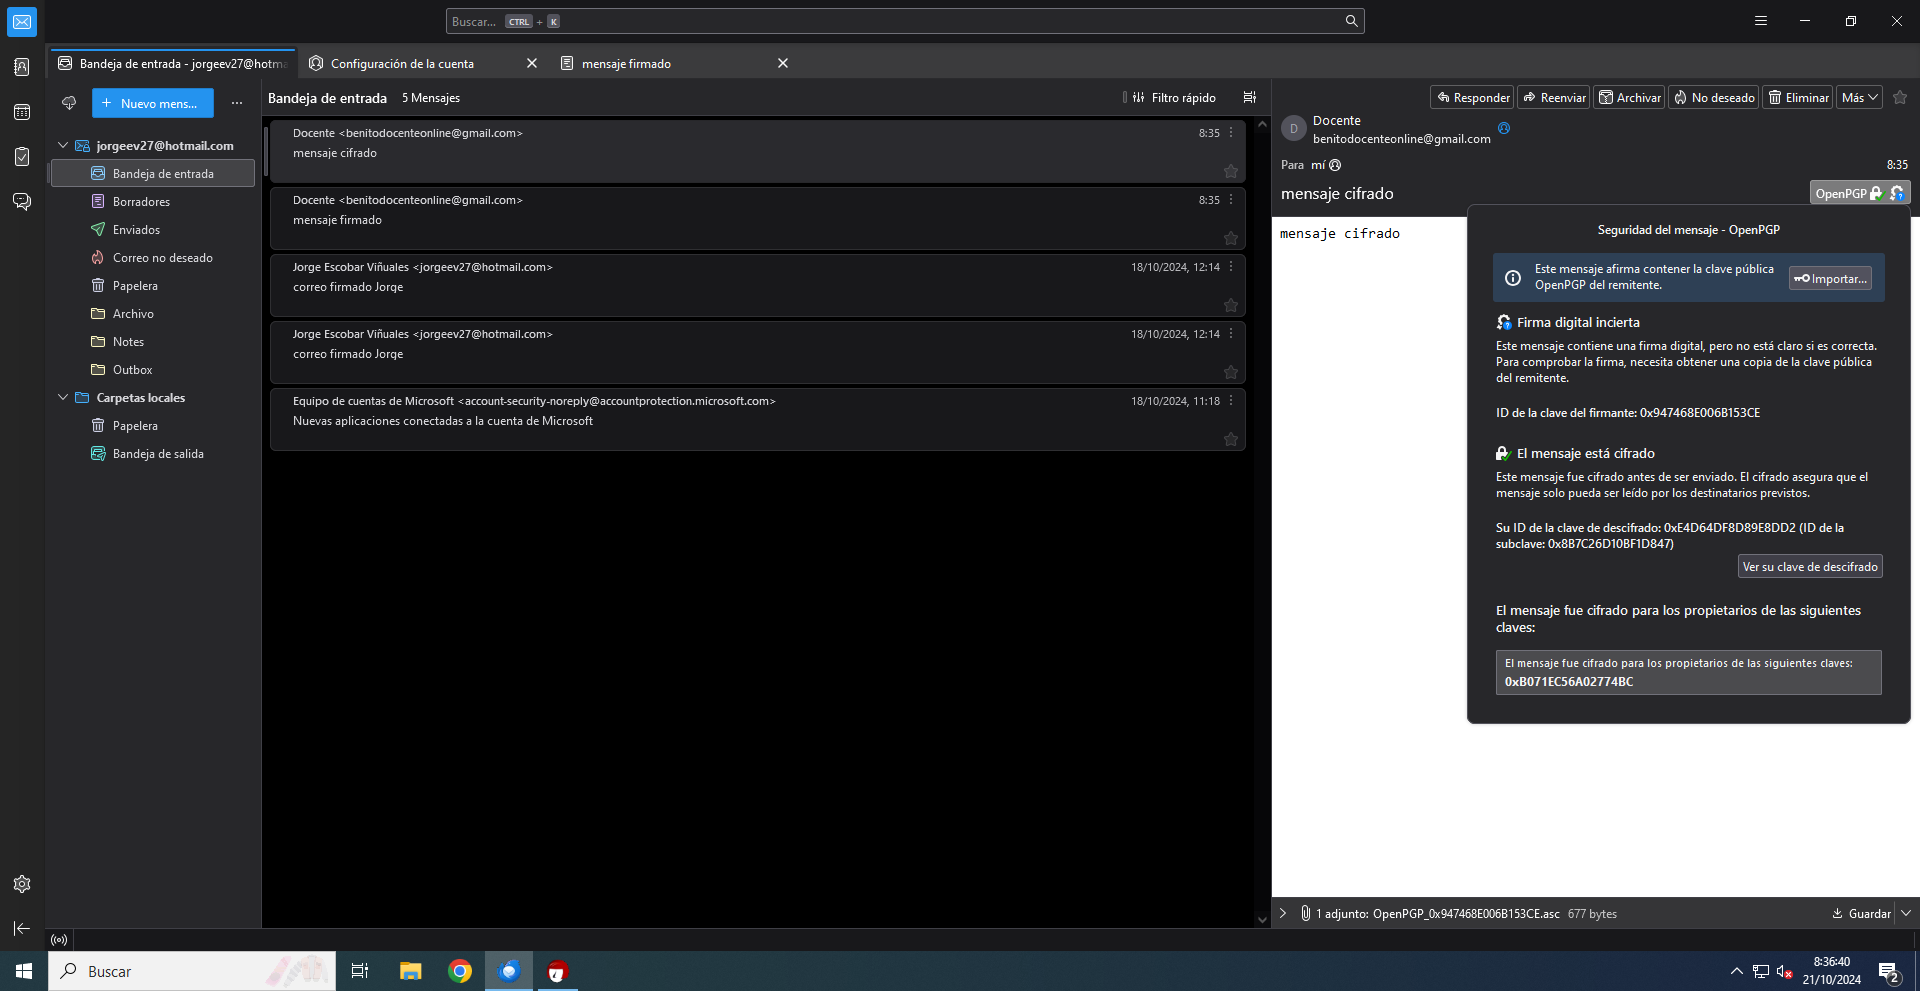 Buscar... CTRL + K
Bandeja de entrada - jorgeev27@hotma
Configuración de la cuenta
mensaje firmado
+ Nuevo mens...
jorgeev27@hotmail.com
Bandeja de entrada
Borradores
Enviados
Correo no deseado
Papelera
Archivo
Notes
Outbox
Carpetas locales
Papelera
Bandeja de salida
Bandeja de entrada 5 Mensajes
Filtro rápido
Docente <benitodocenteonline@gmail.com> 8:35
mensaje cifrado
Docente <benitodocenteonline@gmail.com> 8:35
mensaje firmado
Jorge Escobar Viñuales <jorgeev27@hotmail.com> 18/10/2024, 12:14
correo firmado Jorge
Jorge Escobar Viñuales <jorgeev27@hotmail.com> 18/10/2024, 12:14
correo firmado Jorge
Equipo de cuentas de Microsoft <account-security-noreply@accountprotection.microsoft.com> 18/10/2024, 11:18
Nuevas aplicaciones conectadas a la cuenta de Microsoft
Responder Reenviar Archivar No deseado Eliminar Más
D
Docente
benitodocenteonline@gmail.com
Para mí 8:35
mensaje cifrado
OpenPGP
mensaje cifrado
Seguridad del mensaje - OpenPGP
Este mensaje afirma contener la clave pública
OpenPGP del remitente.
Importar...
Firma digital incierta
Este mensaje contiene una firma digital, pero no está claro si es correcta.
Para comprobar la firma, necesita obtener una copia de la clave pública
del remitente.
ID de la clave del firmante: 0x947468E006B153CE
El mensaje está cifrado
Este mensaje fue cifrado antes de ser enviado. El cifrado asegura que el
mensaje solo pueda ser leído por los destinatarios previstos.
Su ID de la clave de descifrado: 0xE4D64DF8D89E8DD2 (ID de la
subclave: 0x8B7C26D10BF1D847)
Ver su clave de descifrado
El mensaje fue cifrado para los propietarios de las siguientes
claves:
El mensaje fue cifrado para los propietarios de las siguientes claves:
0xB071EC56A02774BC
1 adjunto: OpenPGP_0x947468E006B153CE.asc 677 bytes
Guardar
Buscar
8:36:40
21/10/2024
2